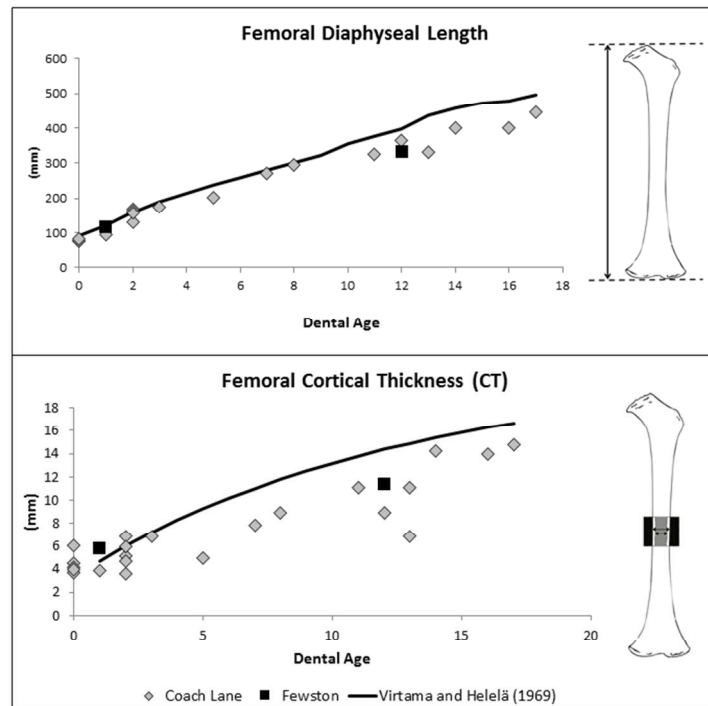 Femoral Diaphyseal Length
600
500
400
300
200
100
0
(mm)
0 2 4 6 8 10 12 14 16 18
Dental Age
Femoral Cortical Thickness (CT)
18
16
14
12
10
8
6
4
2
0
(mm)
0 5 10 15 20
Dental Age
Coach Lane Fewston Virtama and Helelä (1969)